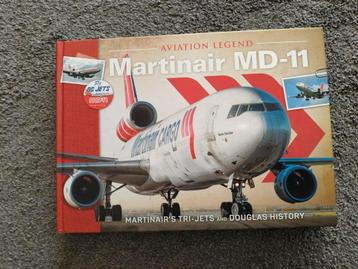 AVIATION LEGEND
Martinair MD-11
DC JETS
Martinair CARGO
MARTINAIR'S TRI-JETS AND DOUGLAS HISTORY